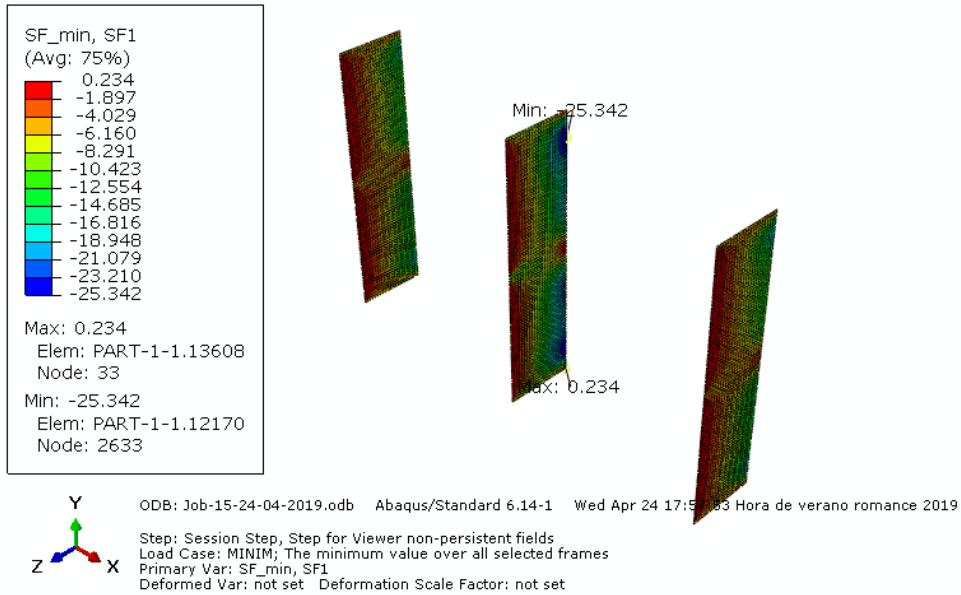 SF_min, SF1
(Avg: 75%)
0.234
-1.897
-4.029
-6.160
-8.291
-10.423
-12.554
-14.685
-16.816
-18.948
-21.079
-23.210
-25.342
Max: 0.234
Elem: PART-1-1.13608
Node: 33
Min: -25.342
Elem: PART-1-1.12170
Node: 2633
Min: -25.342
Max: 0.234
Y
Z
X
ODB: Job-15-24-04-2019.odb Abaqus/Standard 6.14-1 Wed Apr 24 17:57:53 Hora de verano romance 2019
Step: Session Step, Step for Viewer non-persistent fields
Load Case: MINIM; The minimum value over all selected frames
Primary Var: SF_min, SF1
Deformed Var: not set Deformation Scale Factor: not set